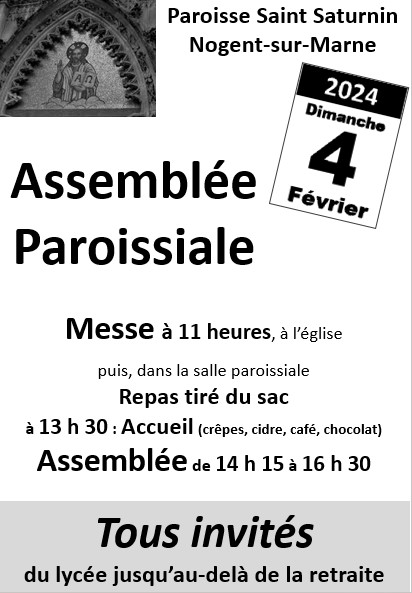 Paroisse Saint Saturnin
Nogent-sur-Marne
2024
Dimanche
4
Février
Assemblée
Paroissiale
Messe à 11 heures, à l'église
puis, dans la salle paroissiale
Repas tiré du sac
à 13 h 30 : Accueil (crêpes, cidre, café, chocolat)
Assemblée de 14 h 15 à 16 h 30
Tous invités
du lycée jusqu'au-delà de la retraite